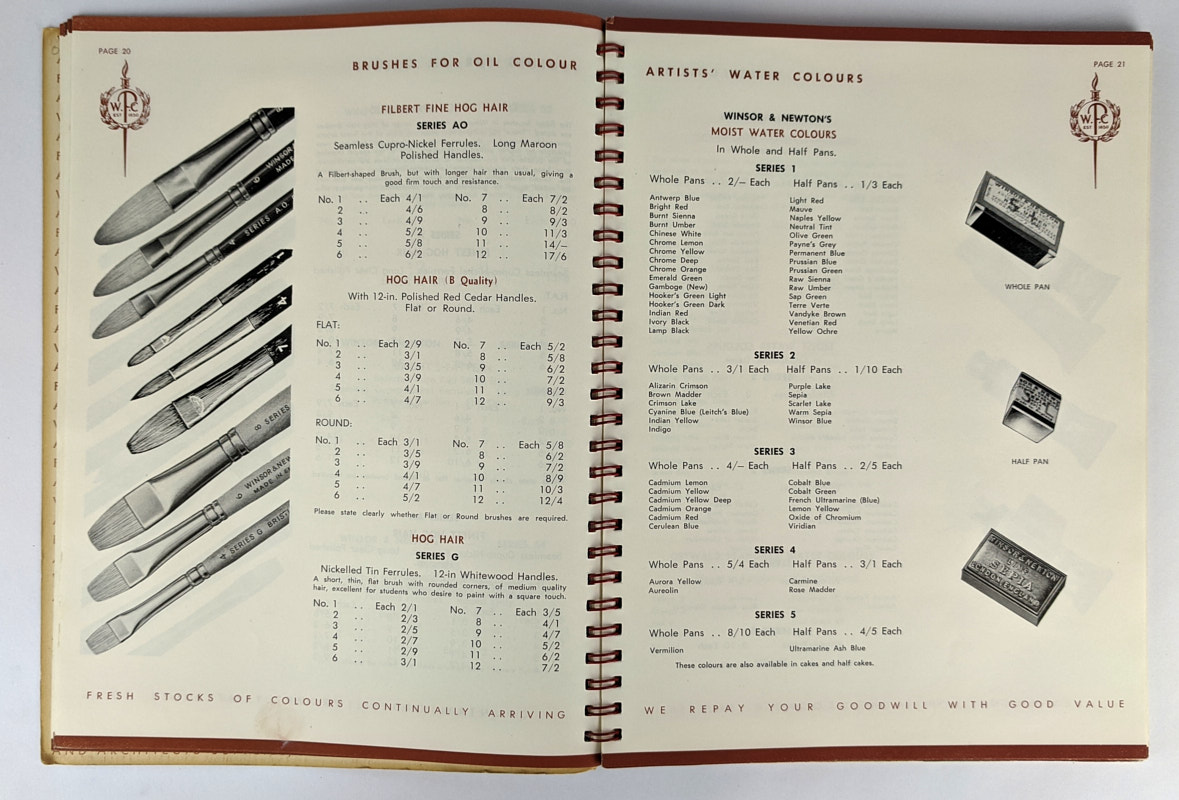 PAGE 20
W P C
EST 1850
BRUSHES FOR OIL COLOUR
WINSOR
MADE
SERIES A.O.
8 SERIES
6 WINSOR & NEW
MADE IN
4 SERIES G BRIST
FILBERT FINE HOG HAIR
SERIES AO
Seamless Cupro-Nickel Ferrules. Long Maroon
Polished Handles.
A Filbert-shaped Brush, but with longer hair than usual, giving a
good firm touch and resistance.
No. 1 .. Each 4/1 No. 7 .. Each 7/2
2 .. 4/6 8 .. 8/2
3 .. 4/9 9 .. 9/3
4 .. 5/2 10 .. 11/3
5 .. 5/8 11 .. 14/–
6 .. 6/2 12 .. 17/6
HOG HAIR (B Quality)
With 12-in. Polished Red Cedar Handles.
Flat or Round.
FLAT:
No. 1 .. Each 2/9 No. 7 .. Each 5/2
2 .. 3/1 8 .. 5/8
3 .. 3/5 9 .. 6/2
4 .. 3/9 10 .. 7/2
5 .. 4/1 11 .. 8/2
6 .. 4/7 12 .. 9/3
ROUND:
No. 1 .. Each 3/1 No. 7 .. Each 5/8
2 .. 3/5 8 .. 6/2
3 .. 3/9 9 .. 7/2
4 .. 4/1 10 .. 8/9
5 .. 4/7 11 .. 10/3
6 .. 5/2 12 .. 12/4
Please state clearly whether Flat or Round brushes are required.
HOG HAIR
SERIES G
Nickelled Tin Ferrules. 12-in Whitewood Handles.
A short, thin, flat brush with rounded corners, of medium quality
hair, excellent for students who desire to paint with a square touch.
No. 1 .. Each 2/1 No. 7 .. Each 3/5
2 .. 2/3 8 .. 4/1
3 .. 2/5 9 .. 4/7
4 .. 2/7 10 .. 5/2
5 .. 2/9 11 .. 6/2
6 .. 3/1 12 .. 7/2
FRESH STOCKS OF COLOURS CONTINUALLY ARRIVING
PAGE 21
W P C
EST 1850
ARTISTS' WATER COLOURS
WINSOR & NEWTON'S
MOIST WATER COLOURS
In Whole and Half Pans.
SERIES 1
Whole Pans .. 2/– Each Half Pans .. 1/3 Each
Antwerp Blue Light Red
Bright Red Mauve
Burnt Sienna Naples Yellow
Burnt Umber Neutral Tint
Chinese White Olive Green
Chrome Lemon Payne's Grey
Chrome Yellow Permanent Blue
Chrome Deep Prussian Blue
Chrome Orange Prussian Green
Emerald Green Raw Sienna
Gamboge (New) Raw Umber
Hooker's Green Light Sap Green
Hooker's Green Dark Terre Verte
Indian Red Vandyke Brown
Ivory Black Venetian Red
Lamp Black Yellow Ochre
SERIES 2
Whole Pans .. 3/1 Each Half Pans .. 1/10 Each
Alizarin Crimson Purple Lake
Brown Madder Sepia
Crimson Lake Scarlet Lake
Cyanine Blue (Leitch's Blue) Warm Sepia
Indian Yellow Winsor Blue
Indigo
SERIES 3
Whole Pans .. 4/– Each Half Pans .. 2/5 Each
Cadmium Lemon Cobalt Blue
Cadmium Yellow Cobalt Green
Cadmium Yellow Deep French Ultramarine (Blue)
Cadmium Orange Lemon Yellow
Cadmium Red Oxide of Chromium
Cerulean Blue Viridian
SERIES 4
Whole Pans .. 5/4 Each Half Pans .. 3/1 Each
Aurora Yellow Carmine
Aureolin Rose Madder
SERIES 5
Whole Pans .. 8/10 Each Half Pans .. 4/5 Each
Vermilion Ultramarine Ash Blue
These colours are also available in cakes and half cakes.
WHOLE PAN
HALF PAN
WINSOR & NEWTON
SEPIA
WE REPAY YOUR GOODWILL WITH GOOD VALUE